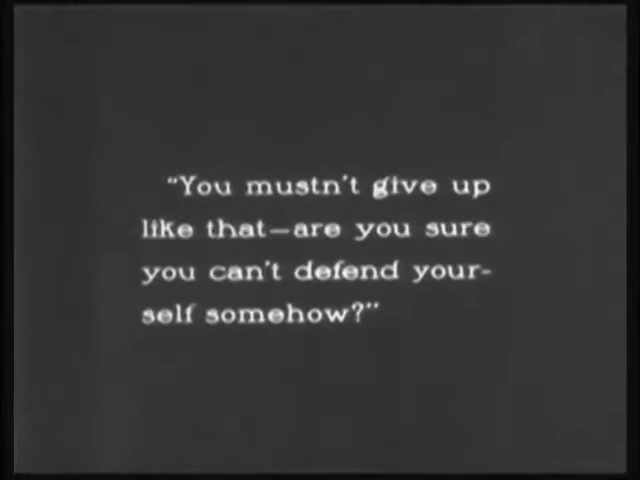 "You mustn't give up
like that—are you sure
you can't defend your-
self somehow?"